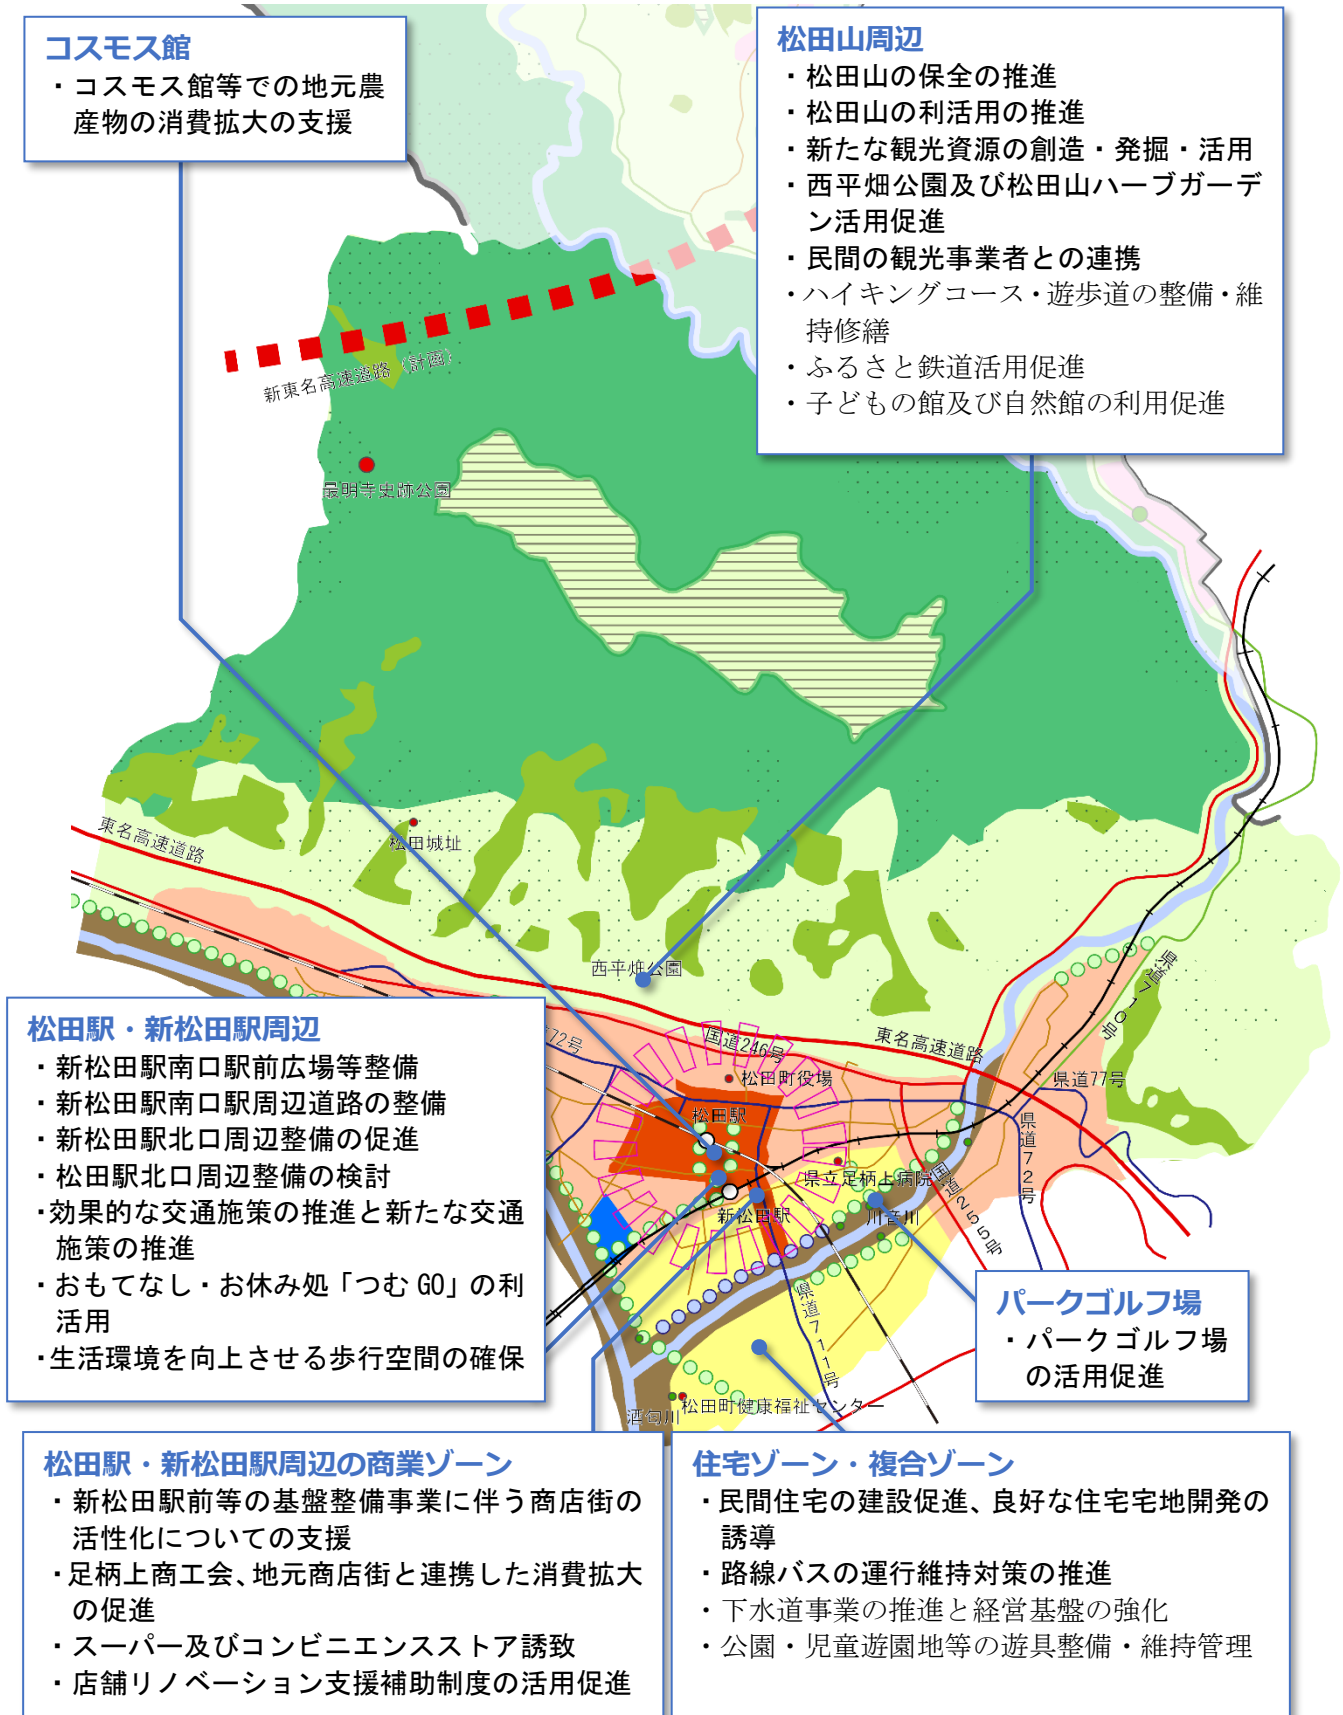 コスモス館
・コスモス館等での地元農
産物の消費拡大の支援
松田山周辺
・松田山の保全の推進
・松田山の利活用の推進
・新たな観光資源の創造・発掘・活用
・西平畑公園及び松田山ハーブガーデ
ン活用促進
・民間の観光事業者との連携
・ハイキングコース・遊歩道の整備・維
持修繕
・ふるさと鉄道活用促進
・子どもの館及び自然館の利用促進
新東名高速道路（計画）
最明寺史跡公園
東名高速道路
松田城址
西平畑公園
県道710号
松田駅・新松田駅周辺
・新松田駅南口駅前広場等整備
・新松田駅南口駅周辺道路の整備
・新松田駅北口周辺整備の促進
・松田駅北口周辺整備の検討
・効果的な交通施策の推進と新たな交通
施策の推進
・おもてなし・お休み処「つむGO」の利
活用
・生活環境を向上させる歩行空間の確保
72号
国道246号
東名高速道路
松田町役場
県道77号
松田駅
県道72号
県立足柄上病院
国道255号
新松田駅
川音川
県道711号
パークゴルフ場
・パークゴルフ場
の活用促進
松田町健康福祉センター
酒匂川
松田駅・新松田駅周辺の商業ゾーン
・新松田駅前等の基盤整備事業に伴う商店街の
活性化についての支援
・足柄上商工会、地元商店街と連携した消費拡大
の促進
・スーパー及びコンビニエンスストア誘致
・店舗リノベーション支援補助制度の活用促進
住宅ゾーン・複合ゾーン
・民間住宅の建設促進、良好な住宅宅地開発の
誘導
・路線バスの運行維持対策の推進
・下水道事業の推進と経営基盤の強化
・公園・児童遊園地等の遊具整備・維持管理